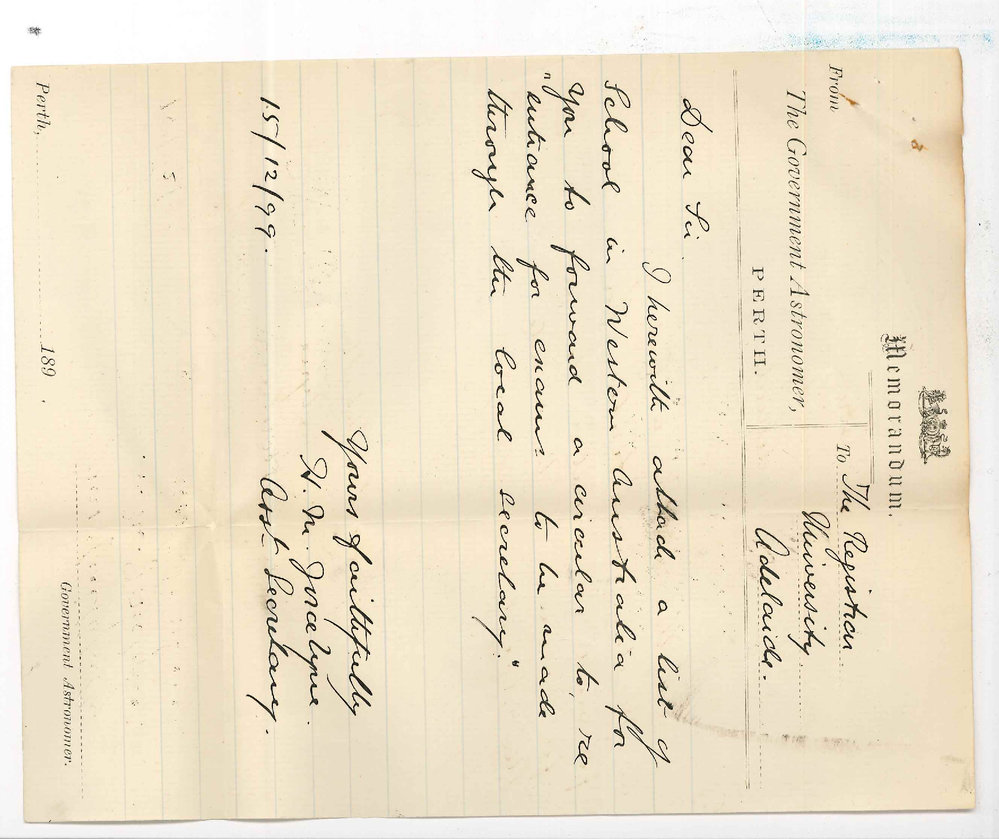 Memorandum.
From
The Government Astronomer,
PERTH.
To The Registrar
University
Adelaide.
Dear Sir
I herewith attach a list of
School in Western Australia for
you to forward a circular to, re
"entrance for exams to be made
through the local secretary."
Yours faithfully
H. M.
Asst Secretary.
15/12/99.
Perth, 189
Government Astronomer.